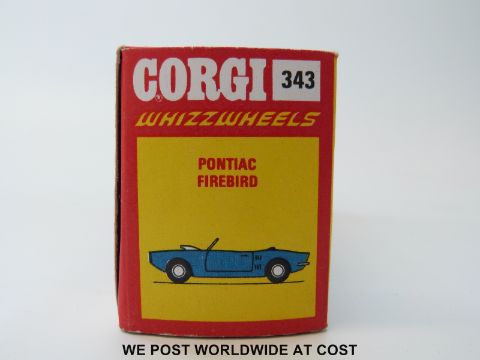 CORGI 343
WHIZZWHEELS
PONTIAC
FIREBIRD
WE POST WORLDWIDE AT COST